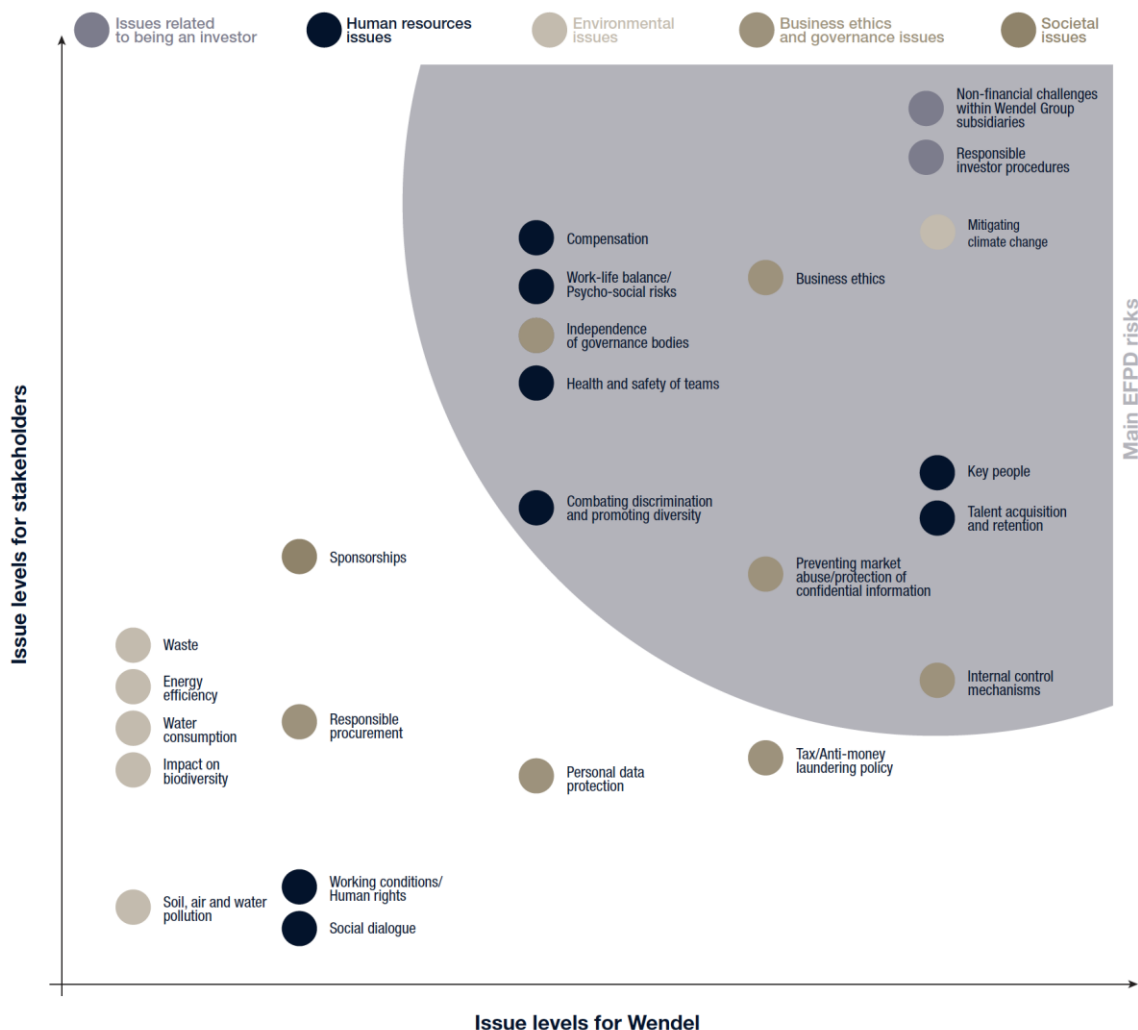 Issues related
to being an investor
Human resources
issues
Environmental
issues
Business ethics
and governance issues
Societal
issues
Non-financial challenges
within Wendel Group
subsidiaries
Responsible
investor procedures
Mitigating
climate change
Compensation
Work-life balance/
Psycho-social risks
Business ethics
Independence
of governance bodies
Health and safety of teams
Key people
Combating discrimination
and promoting diversity
Talent acquisition
and retention
Sponsorships
Preventing market
abuse/protection of
confidential information
Waste
Energy
efficiency
Internal control
mechanisms
Water
consumption
Responsible
procurement
Impact on
biodiversity
Personal data
protection
Tax/Anti-money
laundering policy
Working conditions/
Human rights
Soil, air and water
pollution
Social dialogue
Issue levels for stakeholders
Main EFPD risks
Issue levels for Wendel